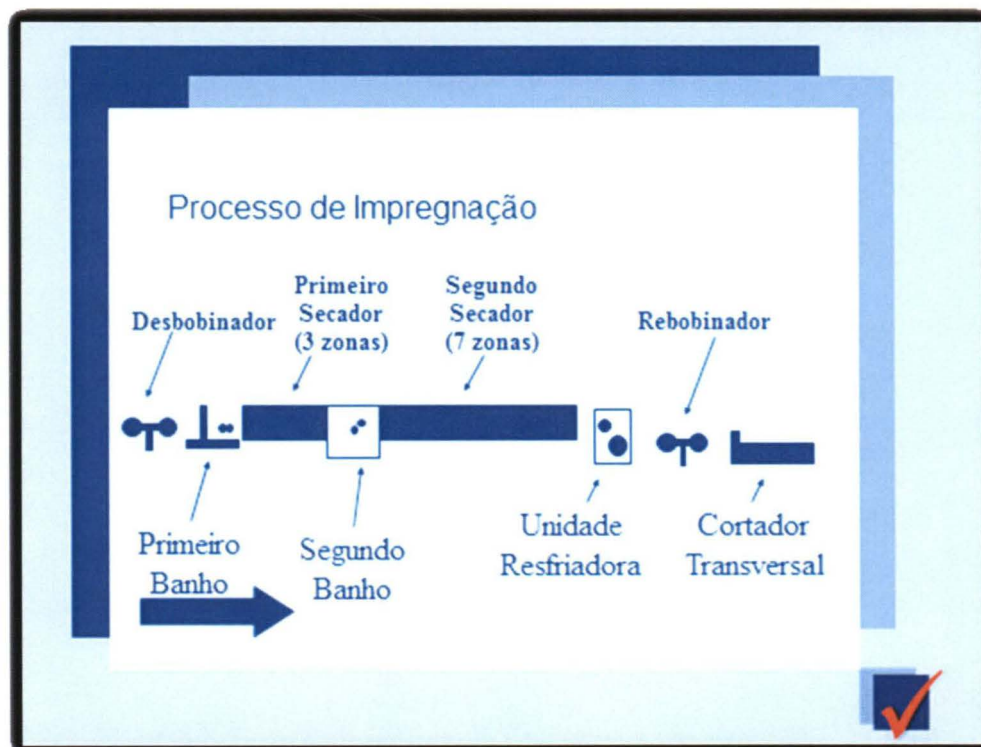 Processo de Impregnação
Desbobinador
Primeiro
Secador
(3 zonas)
Segundo
Secador
(7 zonas)
Rebobinador
Primeiro
Banho
Segundo
Banho
Unidade
Resfriadora
Cortador
Transversal